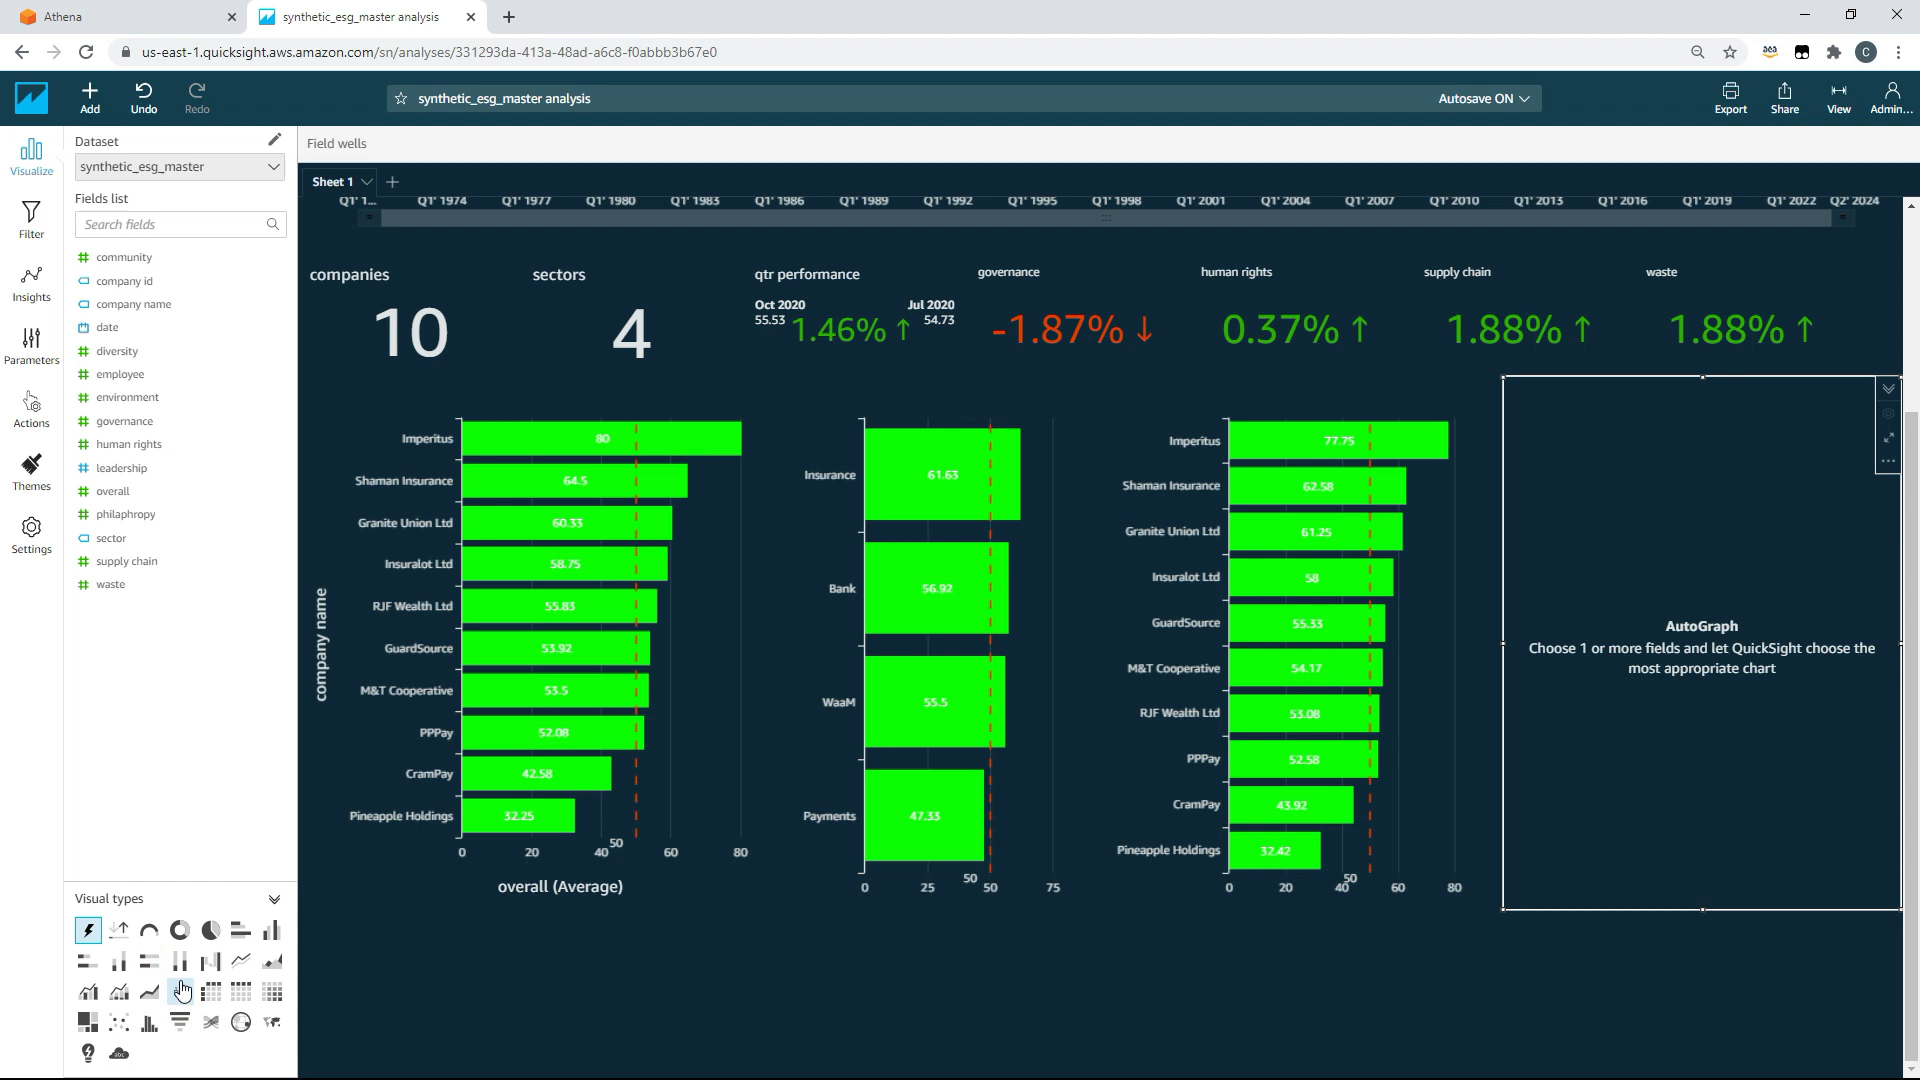 Athena
synthetic_esg_master analysis
us-east-1.quicksight.aws.amazon.com/sn/analyses/331293da-413a-48ad-a6c8-f0abbb3b67e0
C
Add
Undo
Redo
synthetic_esg_master analysis
Autosave ON
Export
Share
View
Admin...
Visualize
Filter
Insights
Parameters
Actions
Themes
Settings
Dataset
synthetic_esg_master
Fields list
Search fields
community
company id
company name
date
diversity
employee
environment
governance
human rights
leadership
overall
philaphropy
sector
supply chain
waste
Visual types
abc
Field wells
Sheet 1
Q1' 1... Q1' 1974 Q1' 1977 Q1' 1980 Q1' 1983 Q1' 1986 Q1' 1989 Q1' 1992 Q1' 1995 Q1' 1998 Q1' 2001 Q1' 2004 Q1' 2007 Q1' 2010 Q1' 2013 Q1' 2016 Q1' 2019 Q1' 2022 Q2' 2024
companies
10
sectors
4
qtr performance
Oct 2020 Jul 2020
55.53 1.46% ↑ 54.73
governance
-1.87% ↓
human rights
0.37% ↑
supply chain
1.88% ↑
waste
1.88% ↑
company name
Imperitus 80
Shaman Insurance 64.5
Granite Union Ltd 60.33
Insuralot Ltd 58.75
RJF Wealth Ltd 55.83
GuardSource 53.92
M&T Cooperative 53.5
PPPay 52.08
CramPay 42.58
Pineapple Holdings 32.25
50
0 20 40 60 80
overall (Average)
Insurance 61.63
Bank 56.92
WaaM 55.5
Payments 47.33
50
0 25 50 75
Imperitus 77.75
Shaman Insurance 62.58
Granite Union Ltd 61.25
Insuralot Ltd 58
GuardSource 55.33
M&T Cooperative 54.17
RJF Wealth Ltd 53.08
PPPay 52.58
CramPay 43.92
Pineapple Holdings 32.42
50
0 20 40 60 80
AutoGraph
Choose 1 or more fields and let QuickSight choose the
most appropriate chart